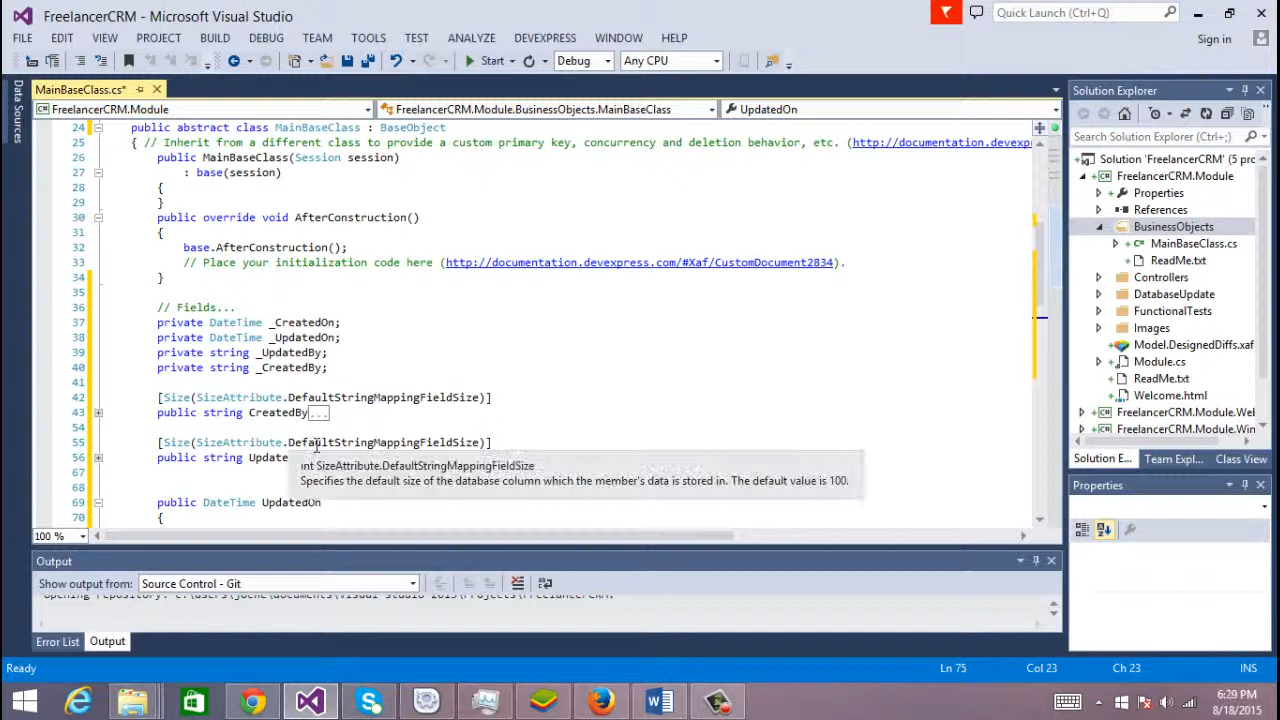 FreelancerCRM - Microsoft Visual Studio
Quick Launch (Ctrl+Q)
FILE EDIT VIEW PROJECT BUILD DEBUG TEAM TOOLS TEST ANALYZE DEVEXPRESS WINDOW HELP
Sign in
Start Debug Any CPU
Data Sources
MainBaseClass.cs*
FreelancerCRM.Module
FreelancerCRM.Module.BusinessObjects.MainBaseClass
UpdatedOn
24 public abstract class MainBaseClass : BaseObject
25 { // Inherit from a different class to provide a custom primary key, concurrency and deletion behavior, etc. (http://documentation.devexpr
26 public MainBaseClass(Session session)
27 : base(session)
28 {
29 }
30 public override void AfterConstruction()
31 {
32 base.AfterConstruction();
33 // Place your initialization code here (http://documentation.devexpress.com/#Xaf/CustomDocument2834).
34 }
35
36 // Fields...
37 private DateTime _CreatedOn;
38 private DateTime _UpdatedOn;
39 private string _UpdatedBy;
40 private string _CreatedBy;
41
42 [Size(SizeAttribute.DefaultStringMappingFieldSize)]
43 public string CreatedBy...
54
55 [Size(SizeAttribute.DefaultStringMappingFieldSize)]
56 public string Update
int SizeAttribute.DefaultStringMappingFieldSize
67
Specifies the default size of the database column which the member's data is stored in. The default value is 100.
68
69 public DateTime UpdatedOn
70 {
100 %
Output
Show output from: Source Control - Git
Error List Output
Solution Explorer
Search Solution Explorer (Ctrl+;)
Solution 'FreelancerCRM' (5 pro
FreelancerCRM.Module
Properties
References
BusinessObjects
MainBaseClass.cs
ReadMe.txt
Controllers
DatabaseUpdate
FunctionalTests
Images
Model.DesignedDiffs.xaf
Module.cs
ReadMe.txt
Welcome.html
FreelancerCRM.Module.We
FreelancerCRM.Module.Wi
Solution E... Team Expl... Class View
Properties
Ready
Ln 75 Col 23 Ch 23 INS
6:29 PM
8/18/2015